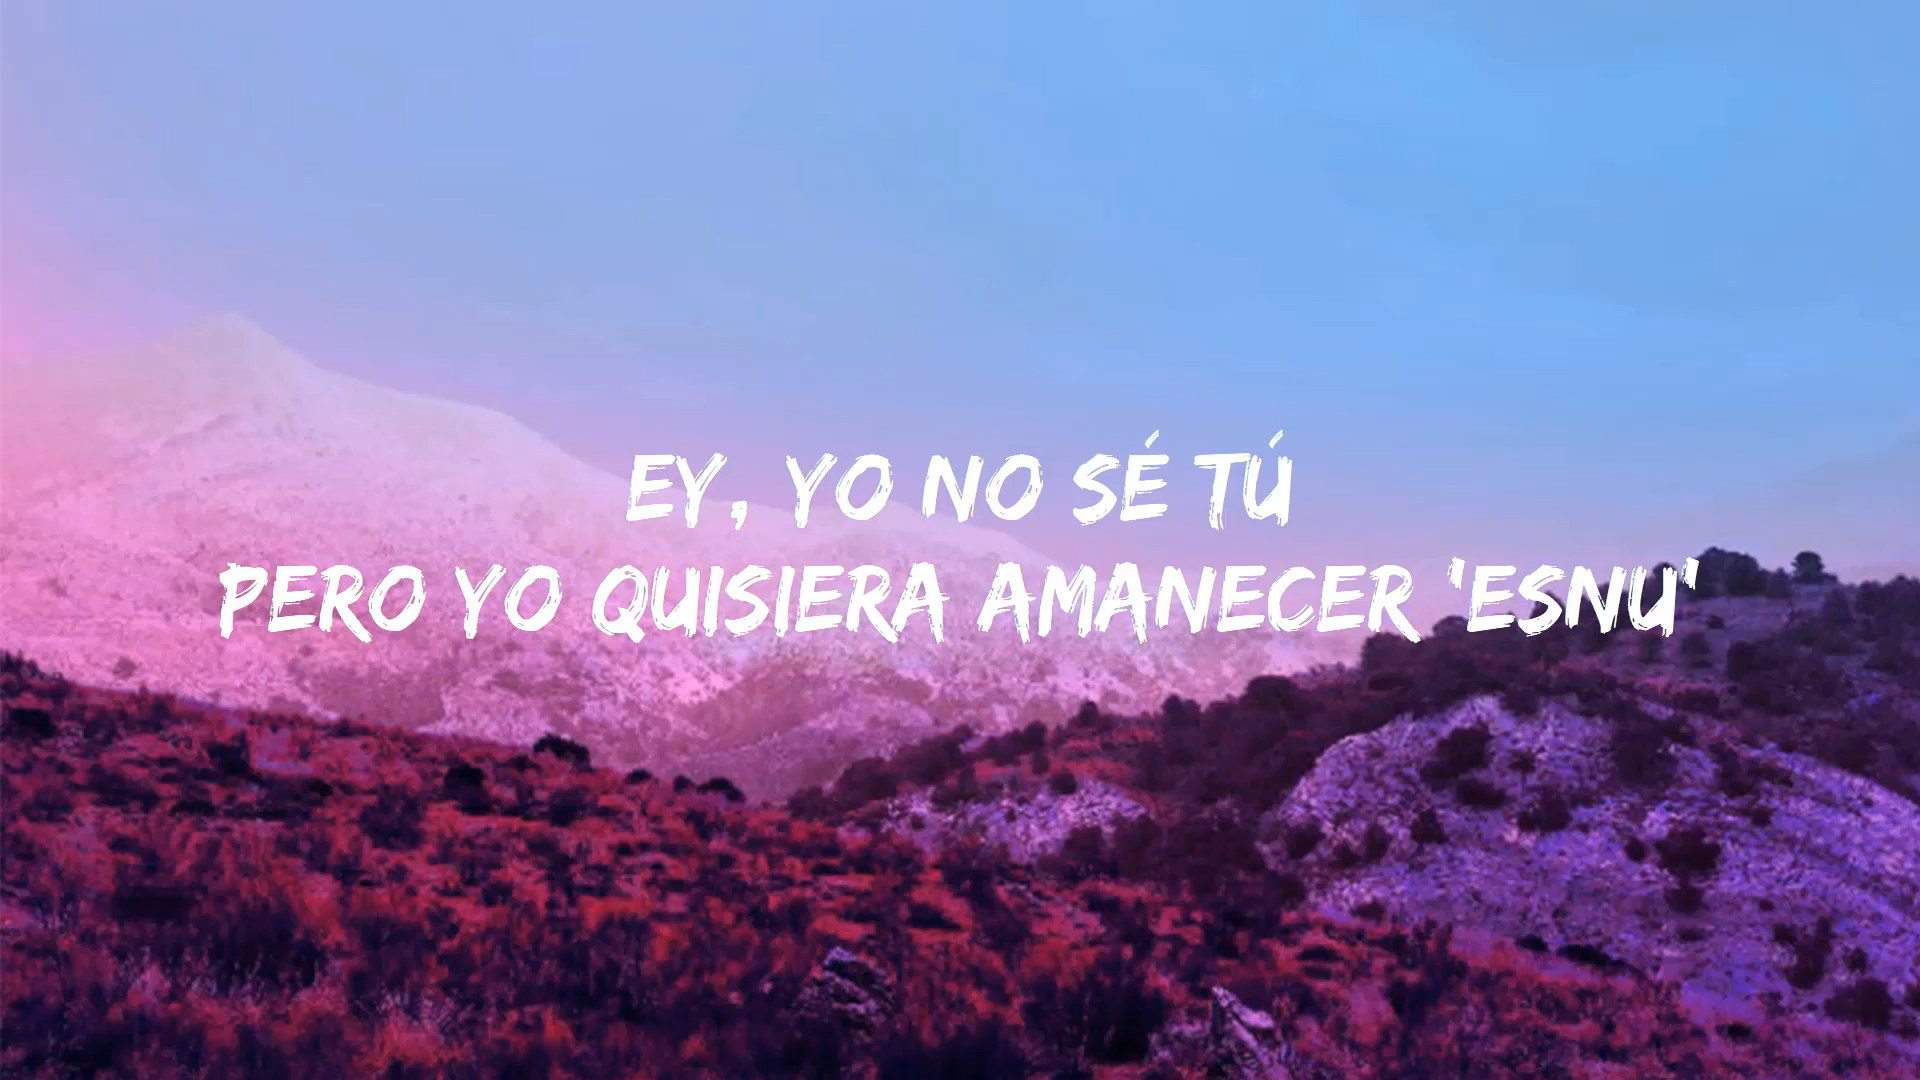 EY, YO NO SÉ TÚ
PERO YO QUISIERA AMANECER 'ESNU'